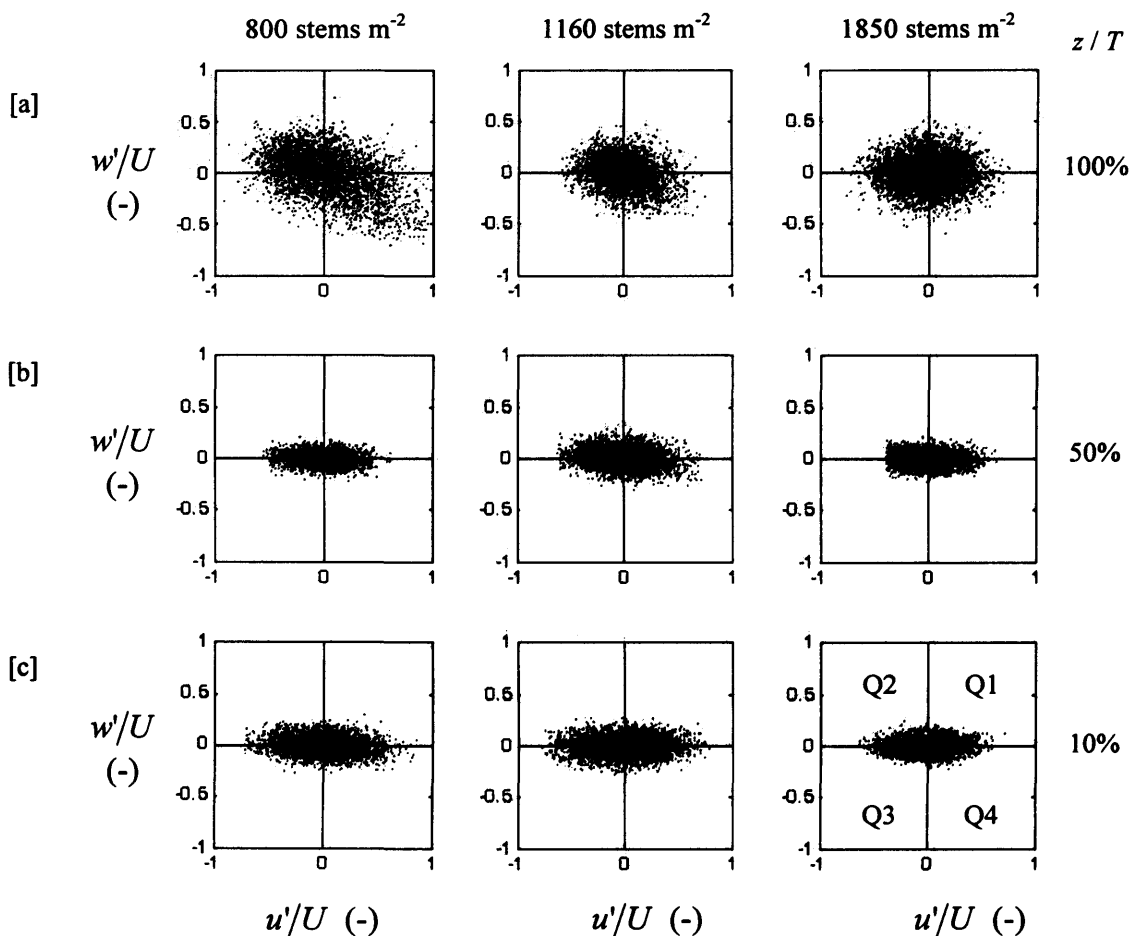 800 stems m⁻² 1160 stems m⁻² 1850 stems m⁻² z / T
[a]
1 1 1
0.5 0.5 0.5
w'/U 0 0 0 100%
(-)
-0.5 -0.5 -0.5
-1 -1 -1
-1 0 1 -1 0 1 -1 0 1
[b]
1 1 1
0.5 0.5 0.5
w'/U 0 0 0 50%
(-)
-0.5 -0.5 -0.5
-1 -1 -1
-1 0 1 -1 0 1 -1 0 1
[c]
1 1 1
0.5 0.5 0.5 Q2 Q1
w'/U 0 0 0 10%
(-)
-0.5 -0.5 -0.5 Q3 Q4
-1 -1 -1
-1 0 1 -1 0 1 -1 0 1
u'/U (-) u'/U (-) u'/U (-)